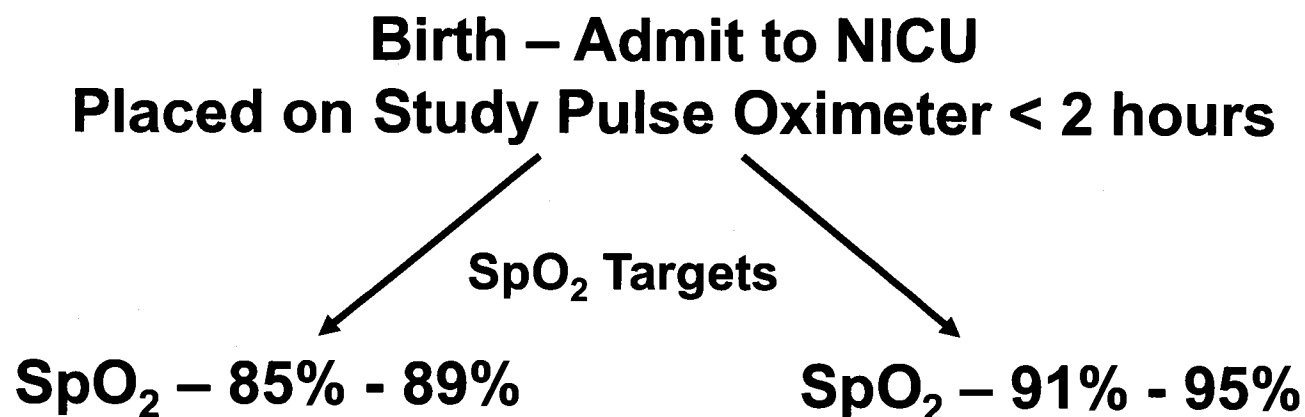 Birth – Admit to NICU
Placed on Study Pulse Oximeter < 2 hours
SpO₂ Targets
SpO₂ – 85% - 89%
SpO₂ – 91% - 95%